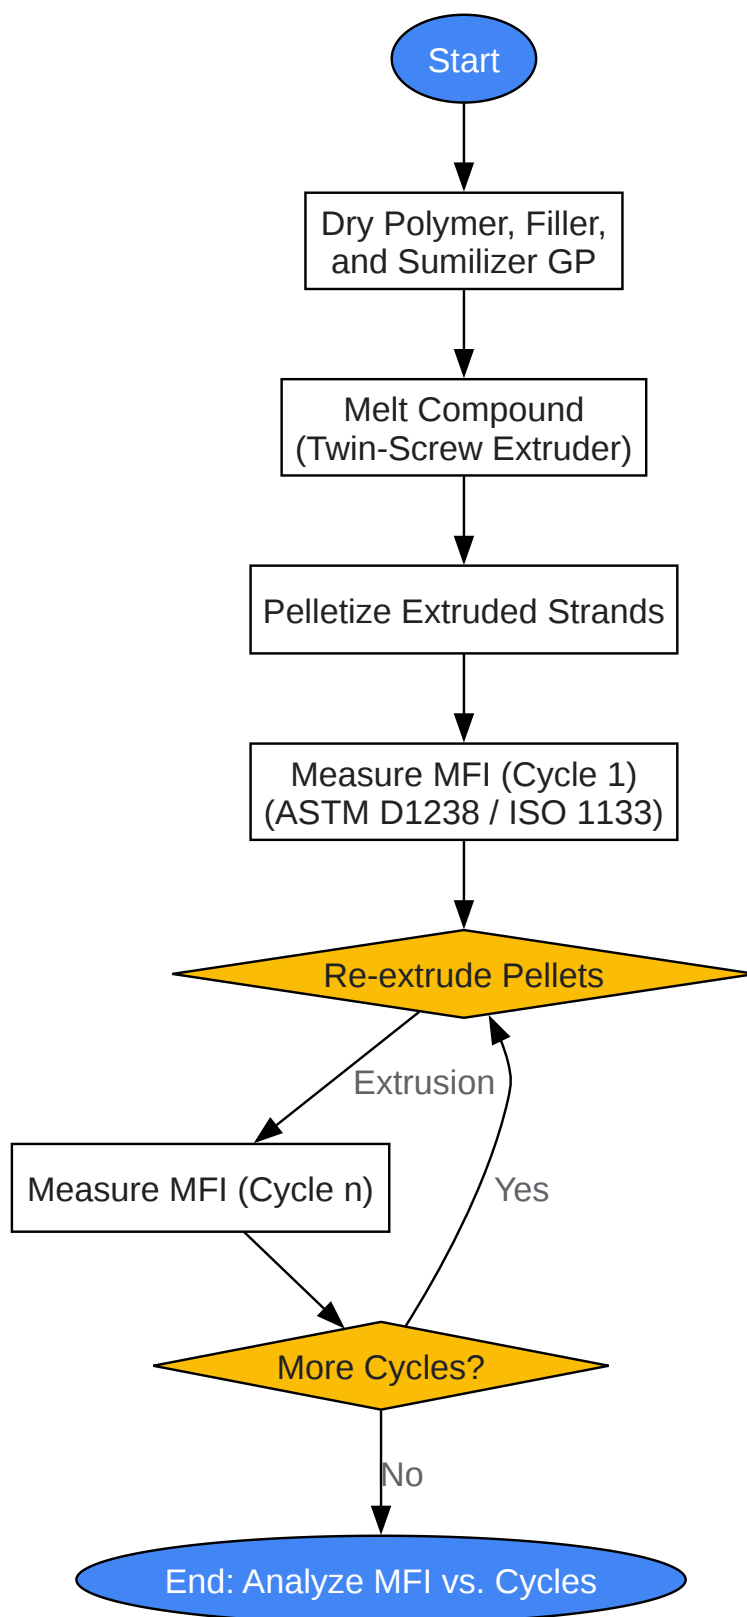 Start
Dry Polymer, Filler,
and Sumilizer GP
Melt Compound
(Twin-Screw Extruder)
Pelletize Extruded Strands
Measure MFI (Cycle 1)
(ASTM D1238 / ISO 1133)
Re-extrude Pellets
Extrusion
Measure MFI (Cycle n)
Yes
More Cycles?
No
End: Analyze MFI vs. Cycles